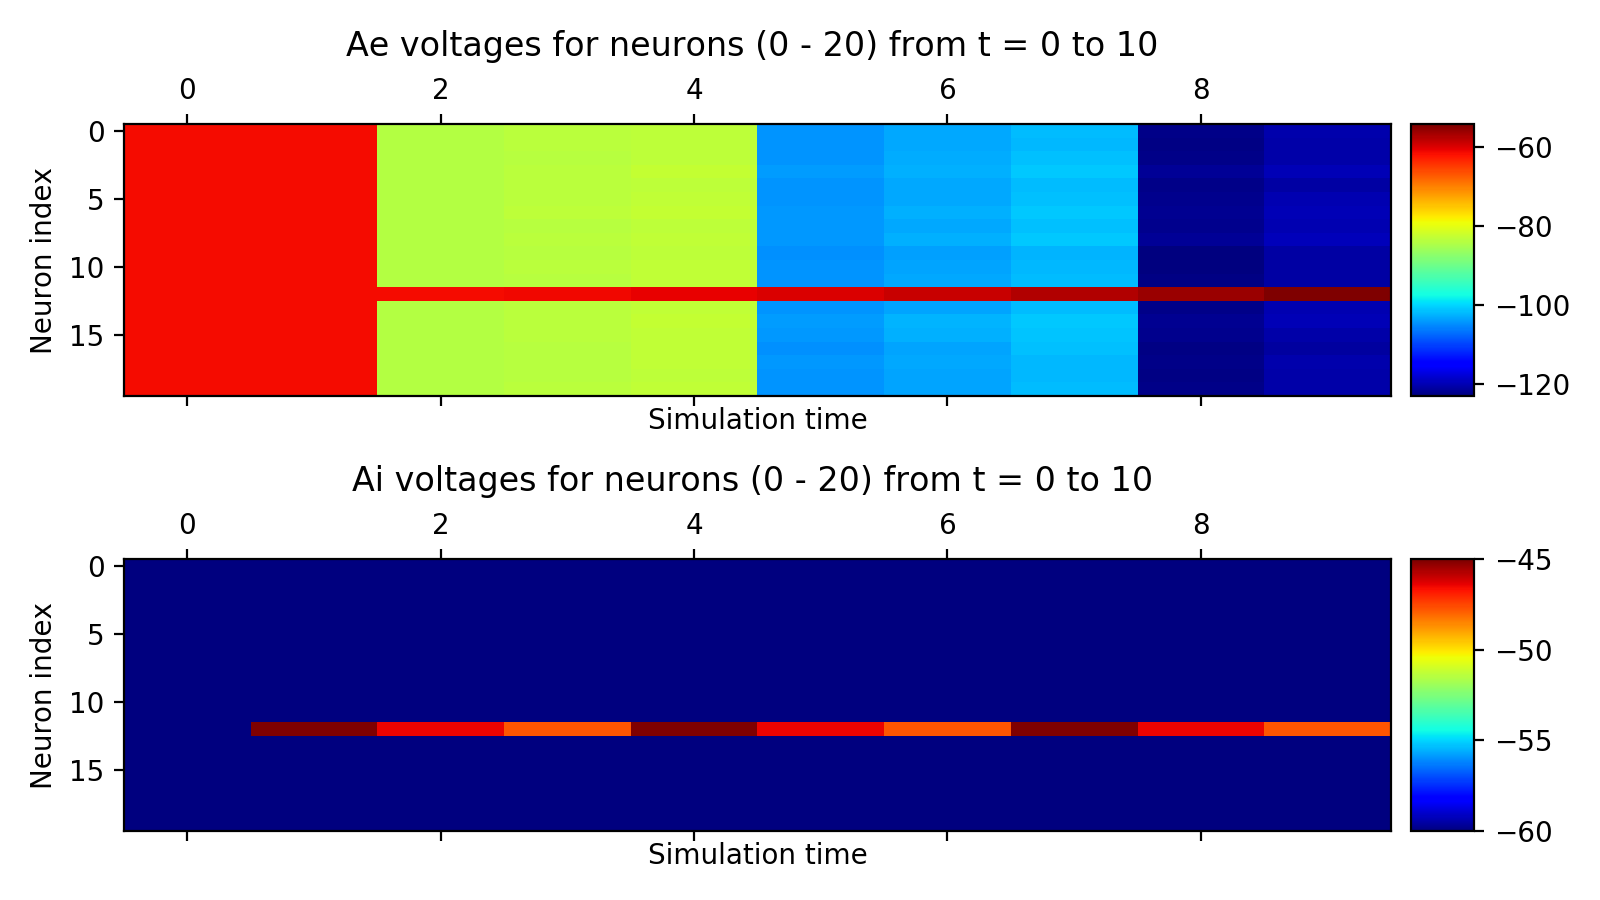 Ae voltages for neurons (0 - 20) from t = 0 to 10
0 2 4 6 8
Neuron index
0
5
10
15
Simulation time
−60
−80
−100
−120
Ai voltages for neurons (0 - 20) from t = 0 to 10
0 2 4 6 8
Neuron index
0
5
10
15
Simulation time
−45
−50
−55
−60